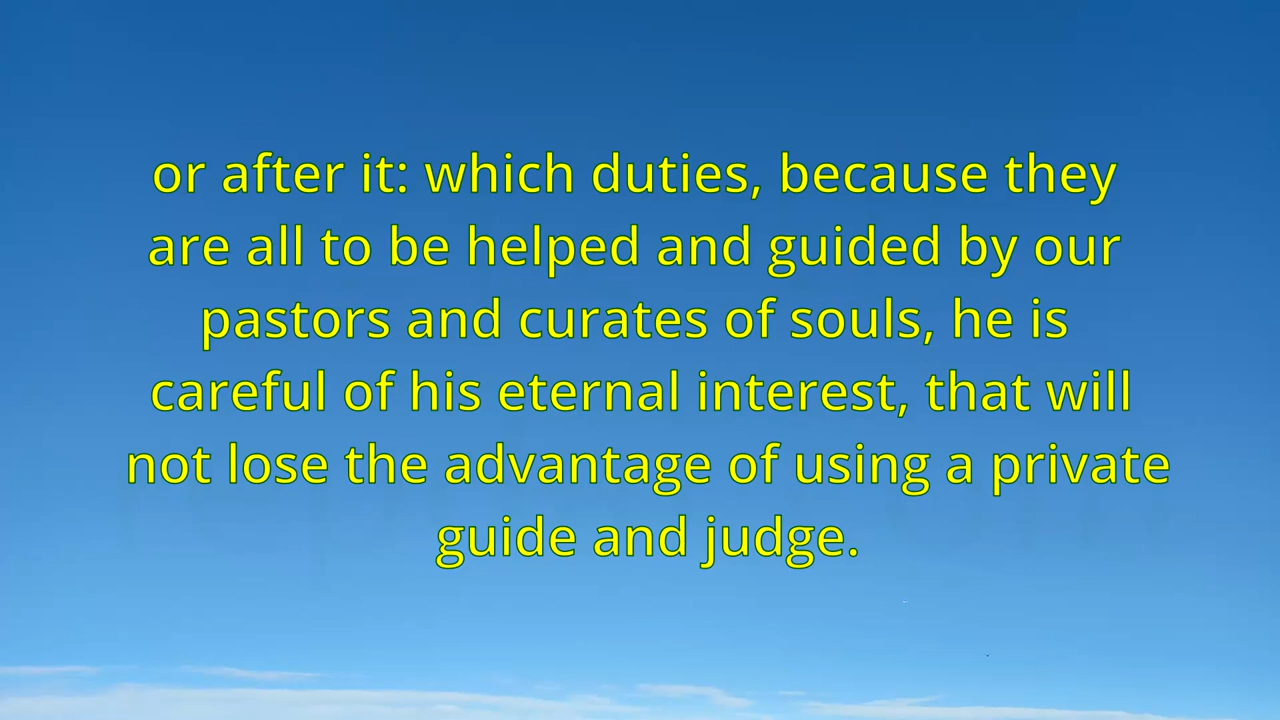 or after it: which duties, because they
are all to be helped and guided by our
pastors and curates of souls, he is
careful of his eternal interest, that will
not lose the advantage of using a private
guide and judge.